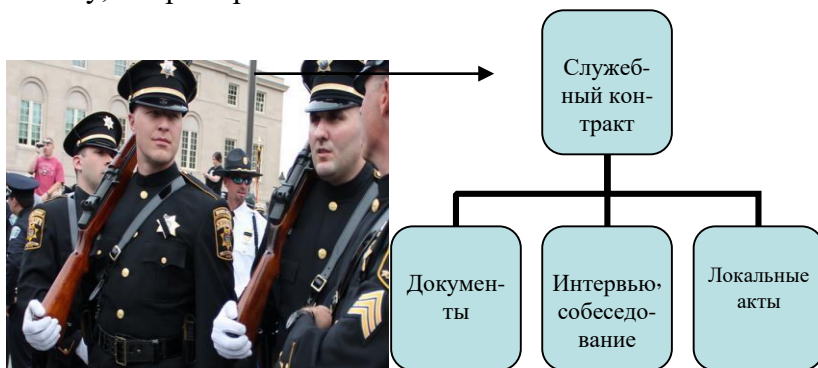 Служеб-
ный кон-
тракт
Докумен-
ты
Интервью,
собеседо-
вание
Локальные
акты